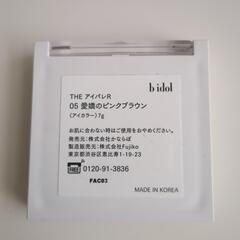 b idol
THE アイパレR
05 愛嬌のピンクブラウン
〈アイカラー〉7g
お肌に合わない時はご使用をおやめください。
発売元：株式会社かならぼ
製造販売元：株式会社Fujiko
東京都渋谷区恵比寿1-19-23
0120-91-3836
FAC03
MADE IN KOREA